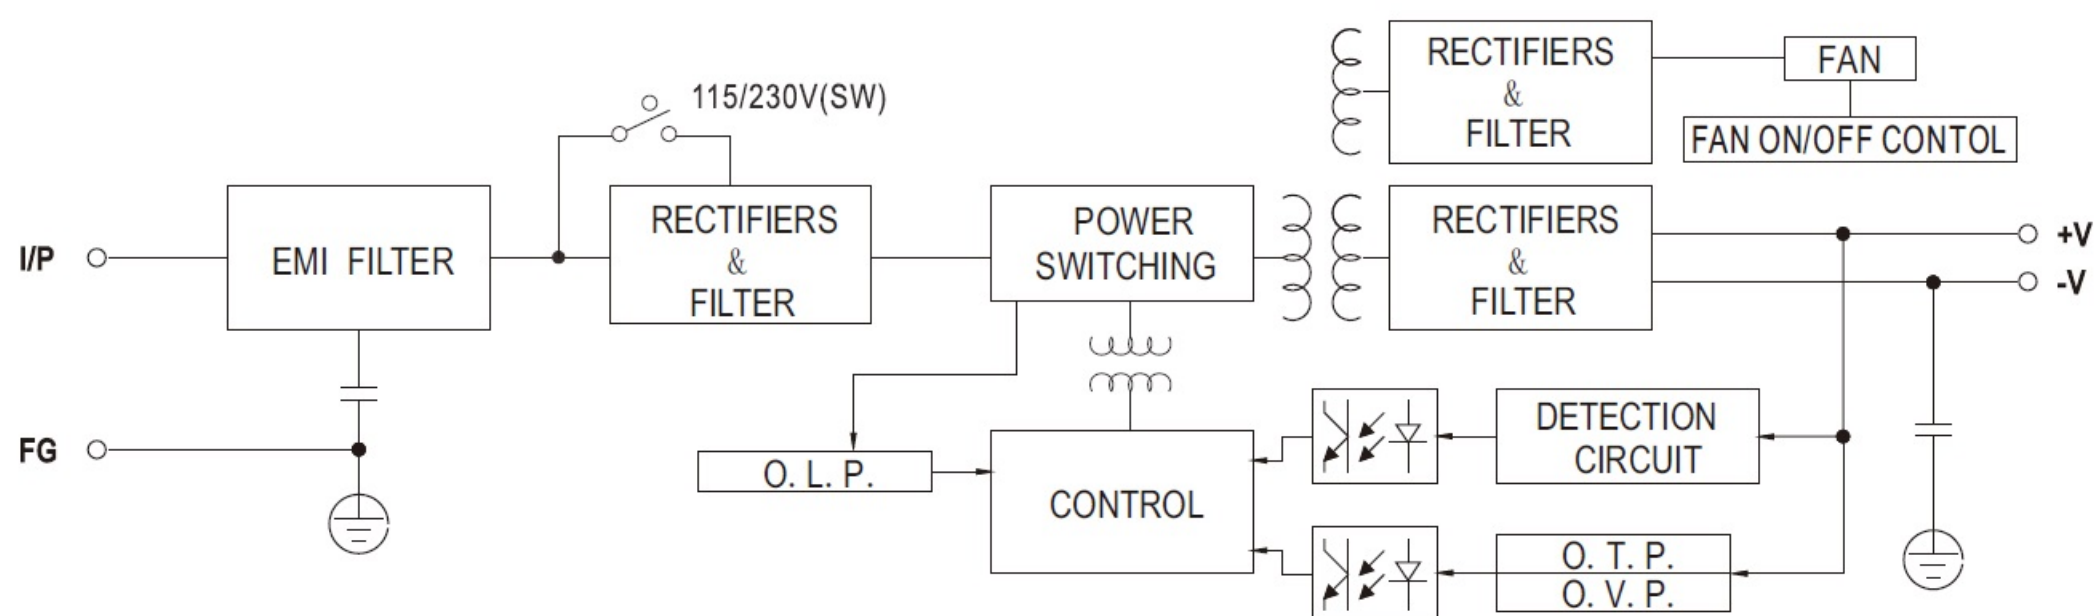 RECTIFIERS
&
FILTER
FAN
FAN ON/OFF CONTOL
115/230V(SW)
I/P
EMI FILTER
RECTIFIERS
&
FILTER
POWER
SWITCHING
RECTIFIERS
&
FILTER
+V
-V
FG
O. L. P.
CONTROL
DETECTION
CIRCUIT
O. T. P.
O. V. P.